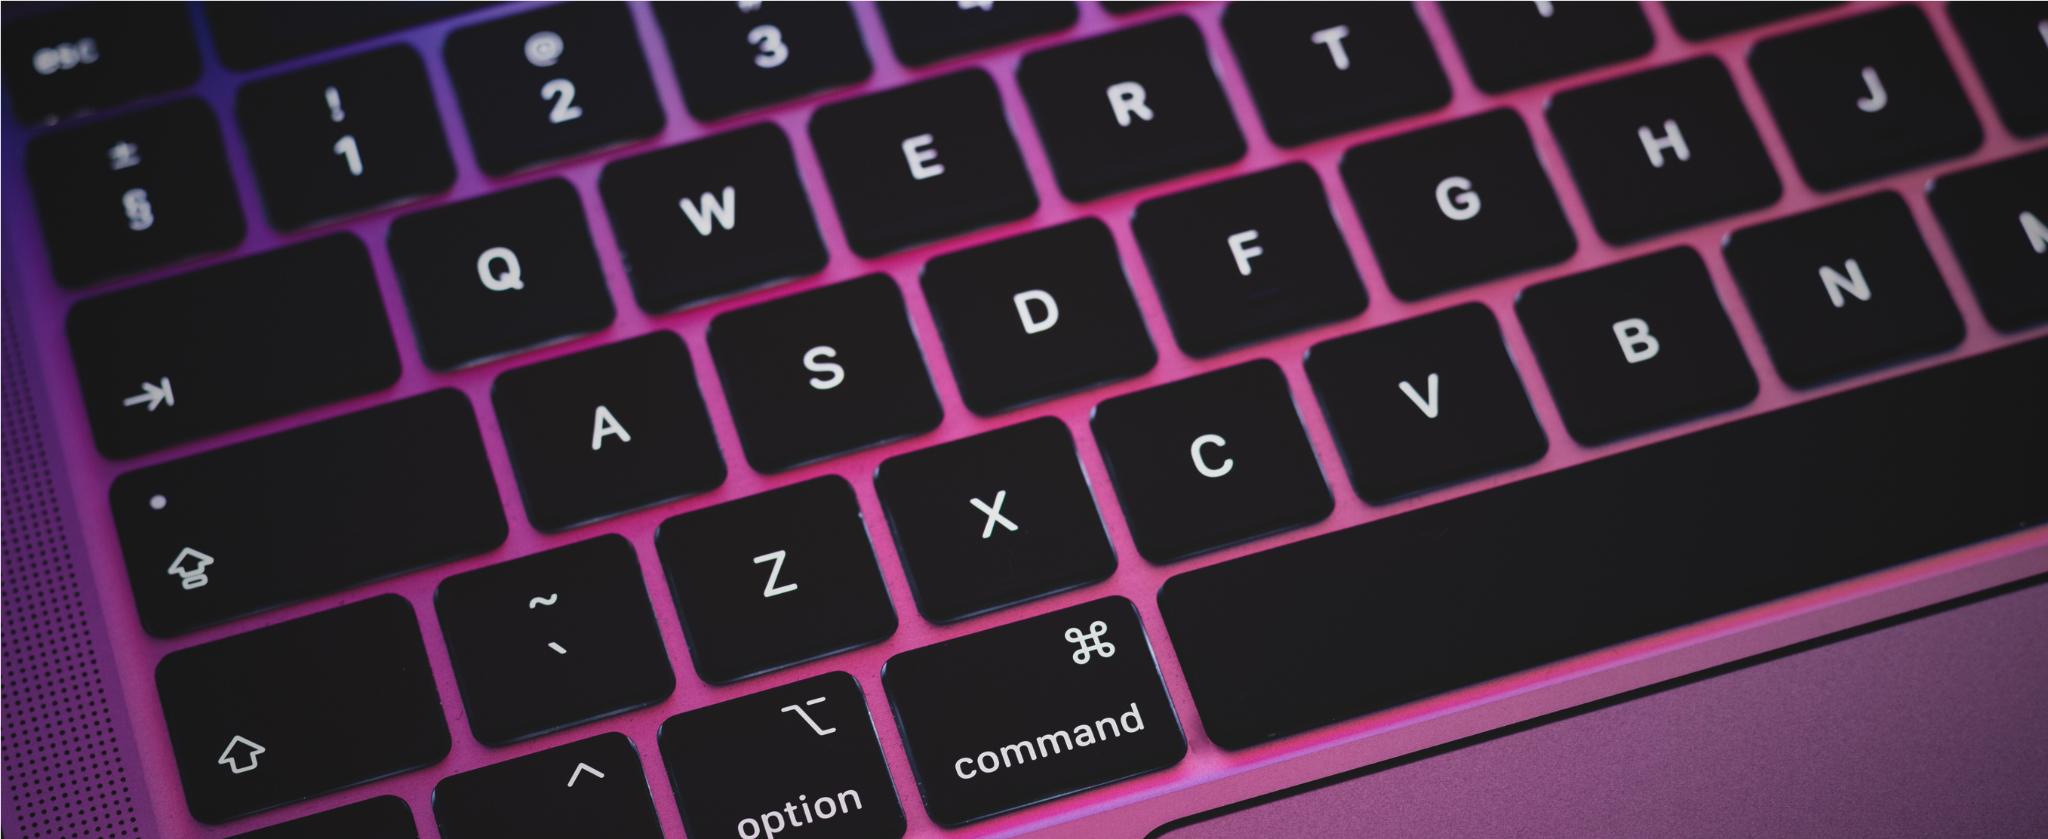 esc
! @ #
± 1 2 3
§
Q W E R T
A S D F G H J
~ Z X C V B N
`
⌘
⌥ command
^ option